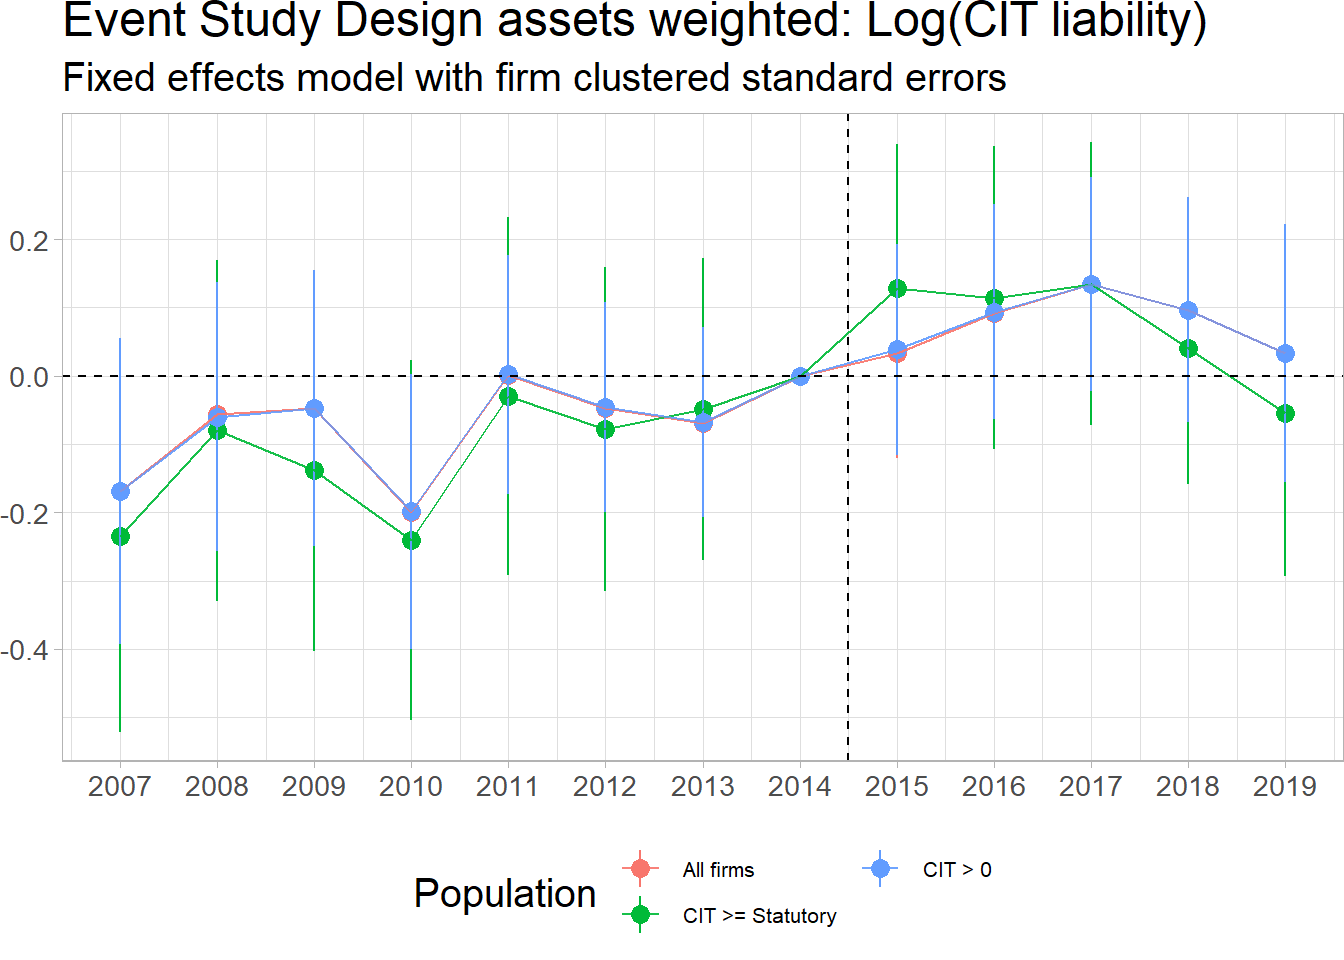 Event Study Design assets weighted: Log(CIT liability)
Fixed effects model with firm clustered standard errors
0.2
0.0
-0.2
-0.4
2007 2008 2009 2010 2011 2012 2013 2014 2015 2016 2017 2018 2019
Population
All firms
CIT >= Statutory
CIT > 0